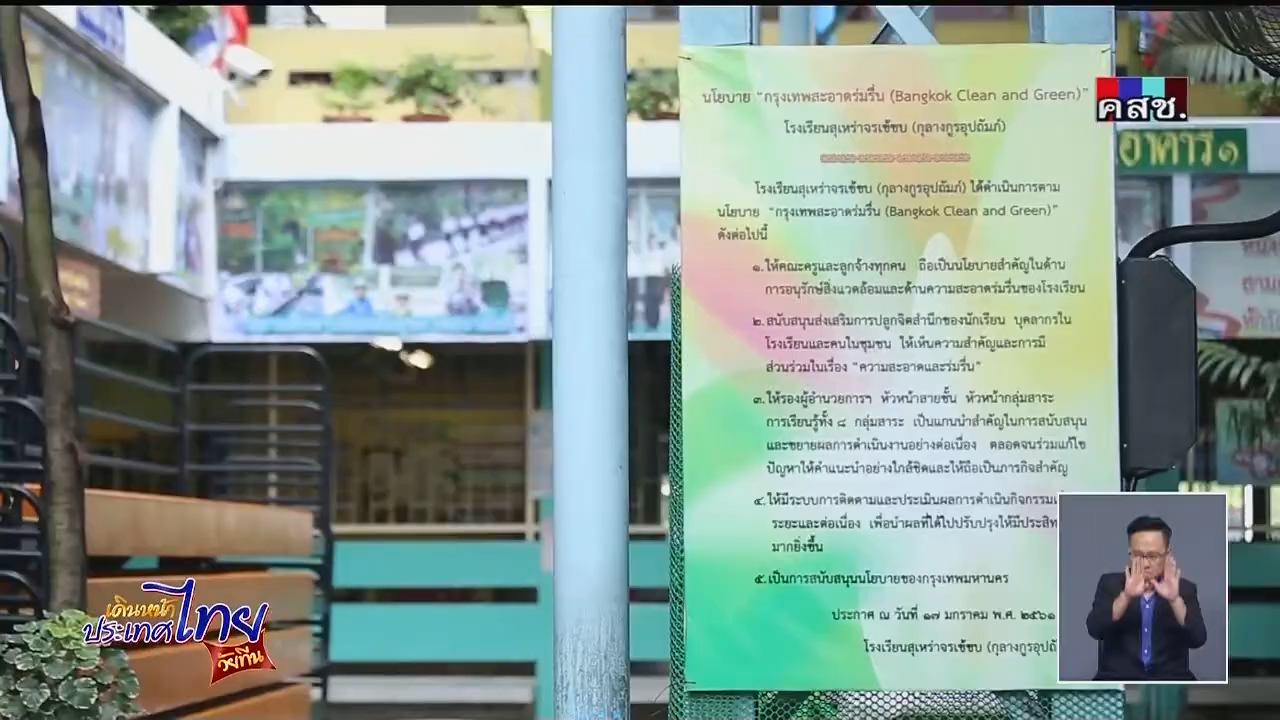 นโยบาย “กรุงเทพสะอาดร่มรื่น (Bangkok Clean and Green)”
โรงเรียนสุเหร่าจรเข้ขบ (กุลางกูรอุปถัมภ์)
โรงเรียนสุเหร่าจรเข้ขบ (กุลางกูรอุปถัมภ์) ได้ดำเนินการตาม
นโยบาย “กรุงเทพสะอาดร่มรื่น (Bangkok Clean and Green)”
ดังต่อไปนี้
๑. ให้คณะครูและลูกจ้างทุกคน ถือเป็นนโยบายสำคัญในด้าน
การอนุรักษ์สิ่งแวดล้อมและด้านความสะอาดร่มรื่นของโรงเรียน
๒. สนับสนุนส่งเสริมการปลูกจิตสำนึกของนักเรียน บุคลากรใน
โรงเรียนและคนในชุมชน ให้เห็นความสำคัญและการมี
ส่วนร่วมในเรื่อง “ความสะอาดและร่มรื่น”
๓. ให้รองผู้อำนวยการฯ หัวหน้าสายชั้น หัวหน้ากลุ่มสาระ
การเรียนรู้ทั้ง ๘ กลุ่มสาระ เป็นแกนนำสำคัญในการสนับสนุน
และขยายผลการดำเนินงานอย่างต่อเนื่อง ตลอดจนร่วมแก้ไข
ปัญหาให้คำแนะนำอย่างใกล้ชิดและให้ถือเป็นภารกิจสำคัญ
๔. ให้มีระบบการติดตามและประเมินผลการดำเนินกิจกรรม
ระยะและต่อเนื่อง เพื่อนำผลที่ได้ไปปรับปรุงให้มีประสิท
มากยิ่งขึ้น
๕. เป็นการสนับสนุนนโยบายของกรุงเทพมหานคร
ประกาศ ณ วันที่ ๑๗ มกราคม พ.ศ. ๒๕๖๑
โรงเรียนสุเหร่าจรเข้ขบ (กุลางกูรอุปถั
คสช.
อาคาร ๑
เดินหน้า
ประเทศไทย
วัยทีน